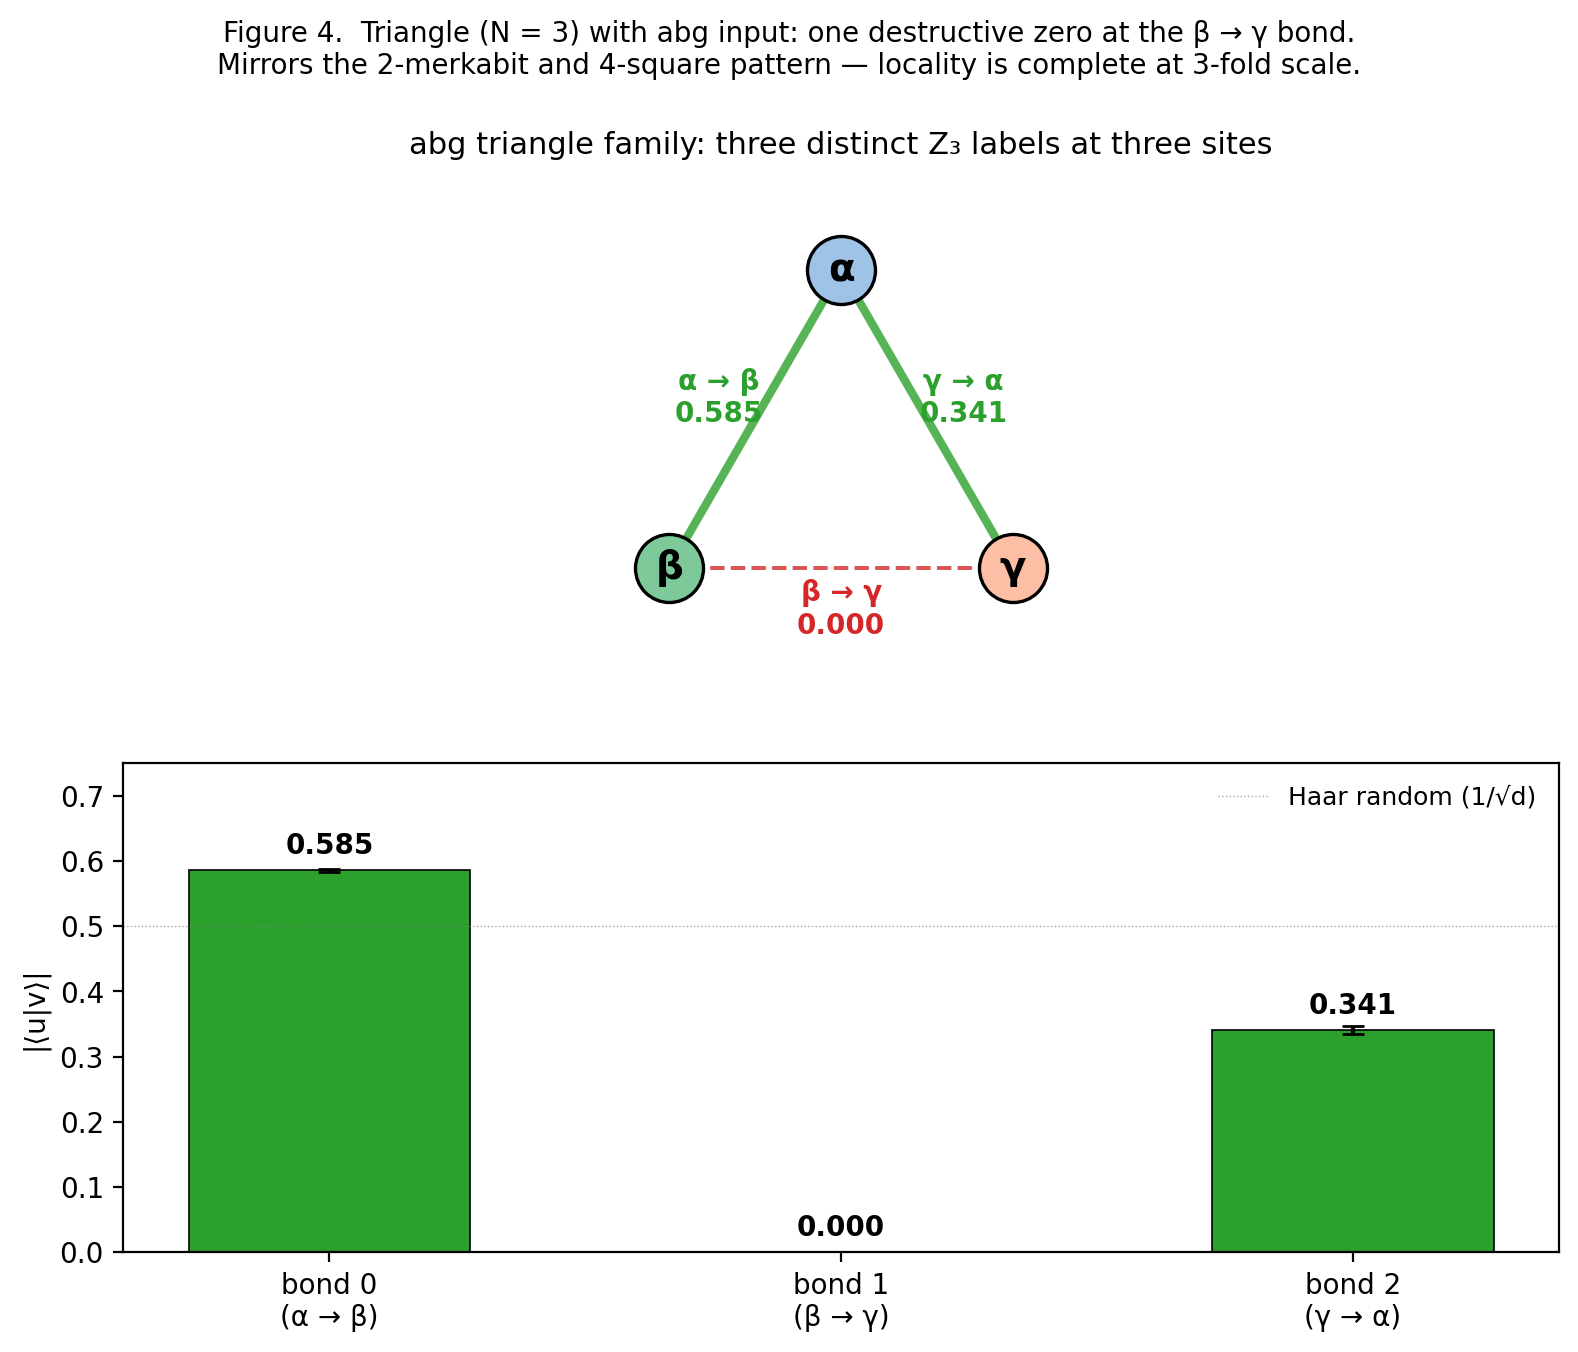 Figure 4.  Triangle (N = 3) with abg input: one destructive zero at the β → γ bond.
Mirrors the 2-merkabit and 4-square pattern — locality is complete at 3-fold scale.
abg triangle family: three distinct Z₃ labels at three sites
α
α → β
0.585
γ → α
0.341
β
γ
β → γ
0.000
Haar random (1/√d)
|⟨u|v⟩|
0.7
0.6
0.5
0.4
0.3
0.2
0.1
0.0
0.585
0.000
0.341
bond 0
(α → β)
bond 1
(β → γ)
bond 2
(γ → α)